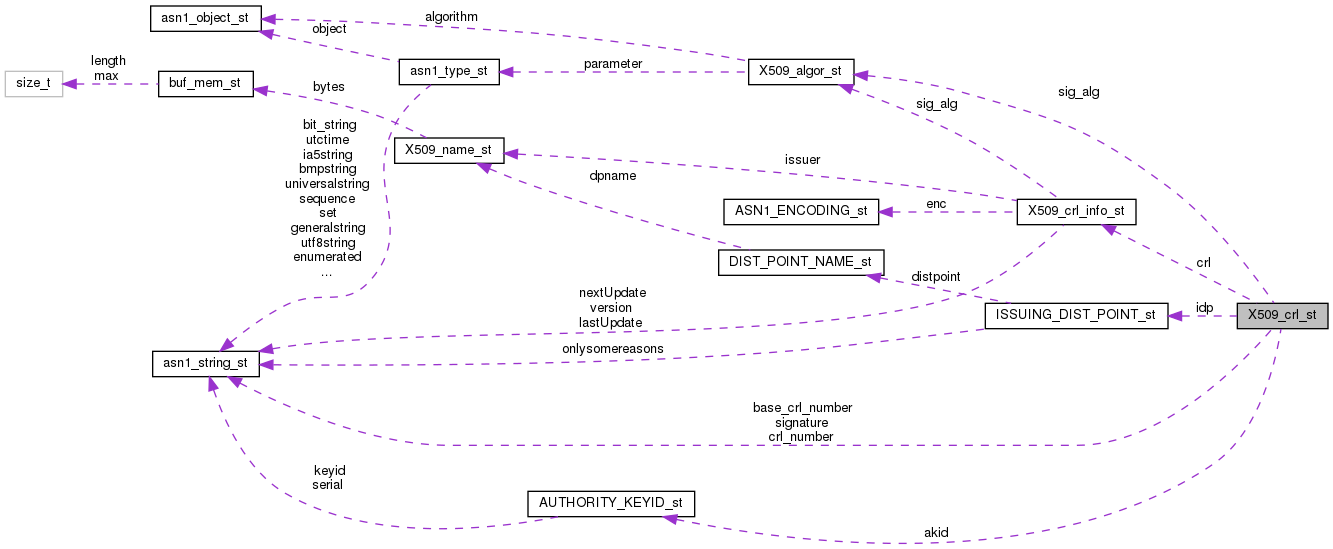 asn1_object_st
algorithm
object
size_t
length
max
buf_mem_st
asn1_type_st
parameter
X509_algor_st
bytes
sig_alg
sig_alg
bit_string
utctime
ia5string
bmpstring
universalstring
sequence
set
generalstring
utf8string
enumerated
...
X509_name_st
issuer
dpname
ASN1_ENCODING_st
enc
X509_crl_info_st
DIST_POINT_NAME_st
distpoint
crl
nextUpdate
version
lastUpdate
ISSUING_DIST_POINT_st
idp
X509_crl_st
asn1_string_st
onlysomereasons
base_crl_number
signature
crl_number
keyid
serial
AUTHORITY_KEYID_st
akid